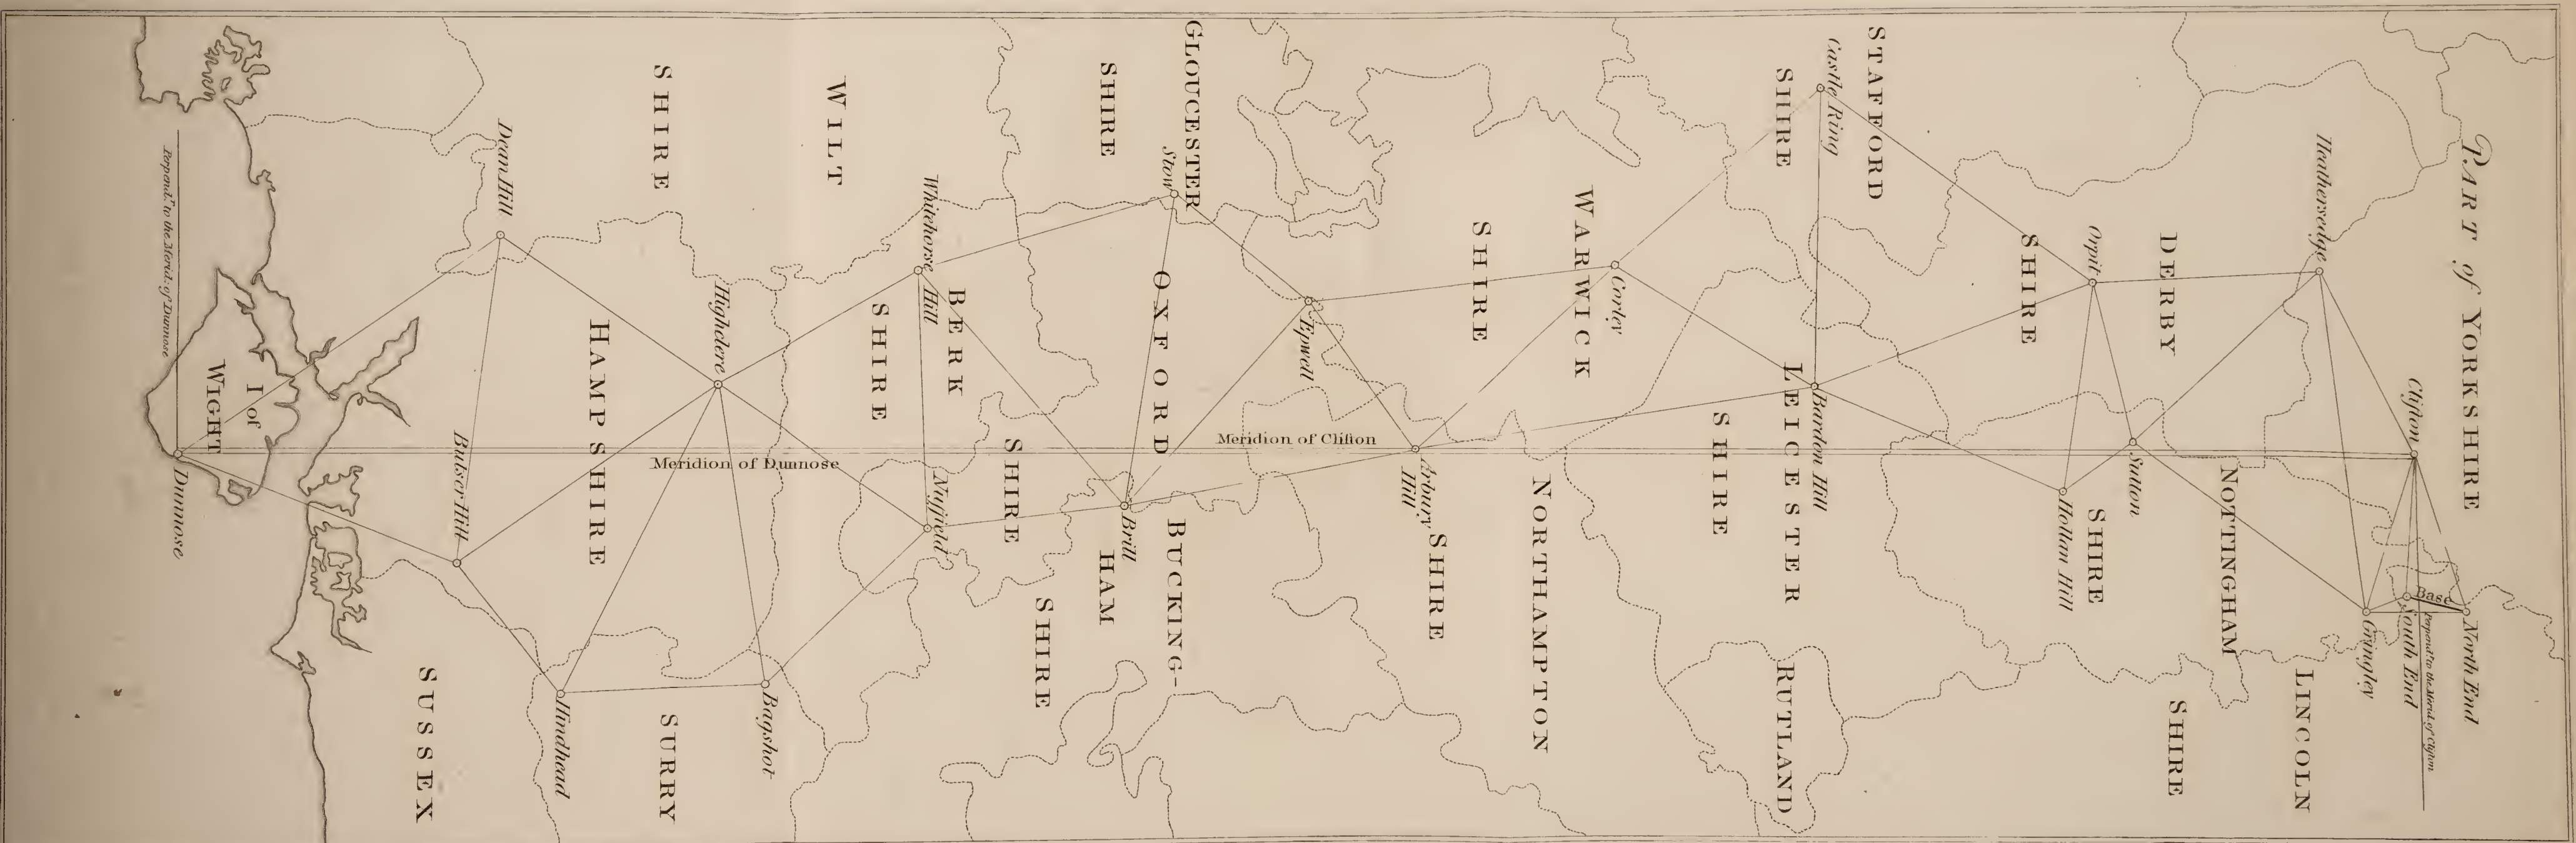 PART of YORKSHIRE
Heathersedge
Clifton
Base
North End
South End
Gringley
Perpend.r to the Merid. of Clifton
DERBY
SHIRE
Orpit
Sutton
Hollan Hill
NOTTINGHAM
SHIRE
LINCOLN
SHIRE
STAFFORD
SHIRE
Castle Ring
Bardon Hill
LEICESTER
SHIRE
RUTLAND
Corley
WARWICK
SHIRE
NORTHAMPTON
SHIRE
Arbury
Hill
Epwell
Meridion of Clifton
GLOUCESTER
SHIRE
Stow
OXFORD
SHIRE
Brill
BUCKING-
HAM
SHIRE
Whitehorse Hill
BERK
SHIRE
Nuffield
WILT
SHIRE
Highclere
Meridion of Dunnose
Bagshot
SURRY
HAMPSHIRE
Hindhead
Dean Hill
Butser Hill
SUSSEX
I of
WIGHT
Dunnose
Perpend.r to the Merid. of Dunnose